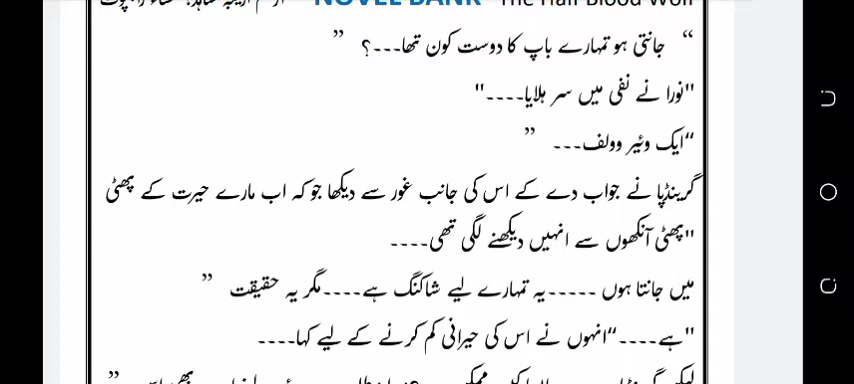 NOVEL BANK The Half Blood Wolf
“ جانتی ہو تمہارے باپ کا دوست کون تھا---؟ ”
"نورا نے نفی میں سر ہلایا----"
“ایک وئیر وولف--- ”
گرینڈپا نے جواب دے کے اس کی جانب غور سے دیکھا جو کہ اب مارے حیرت کے پھٹی
"پھٹی آنکھوں سے انہیں دیکھنے لگی تھی----
میں جانتا ہوں -----یہ تمہارے لیے شاکنگ ہے----مگر یہ حقیقت ”
"ہے----“انہوں نے اس کی حیرانی کم کرنے کے لیے کہا----